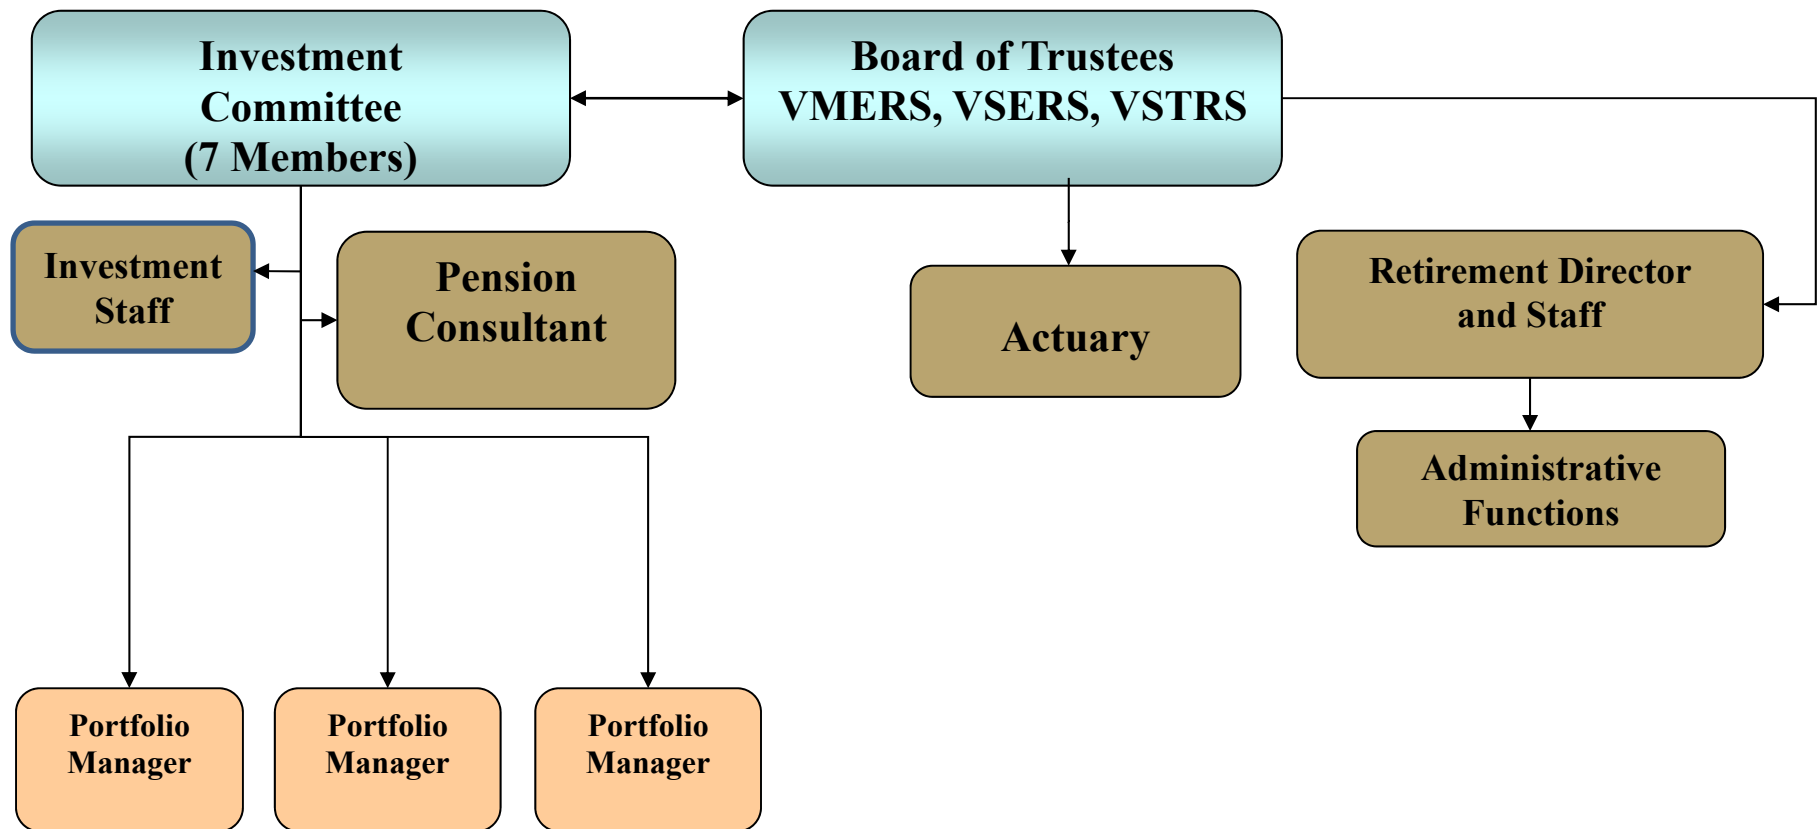 Investment
Committee
(7 Members)
Board of Trustees
VMERS, VSERS, VSTRS
Investment
Staff
Pension
Consultant
Actuary
Retirement Director
and Staff
Administrative
Functions
Portfolio
Manager
Portfolio
Manager
Portfolio
Manager